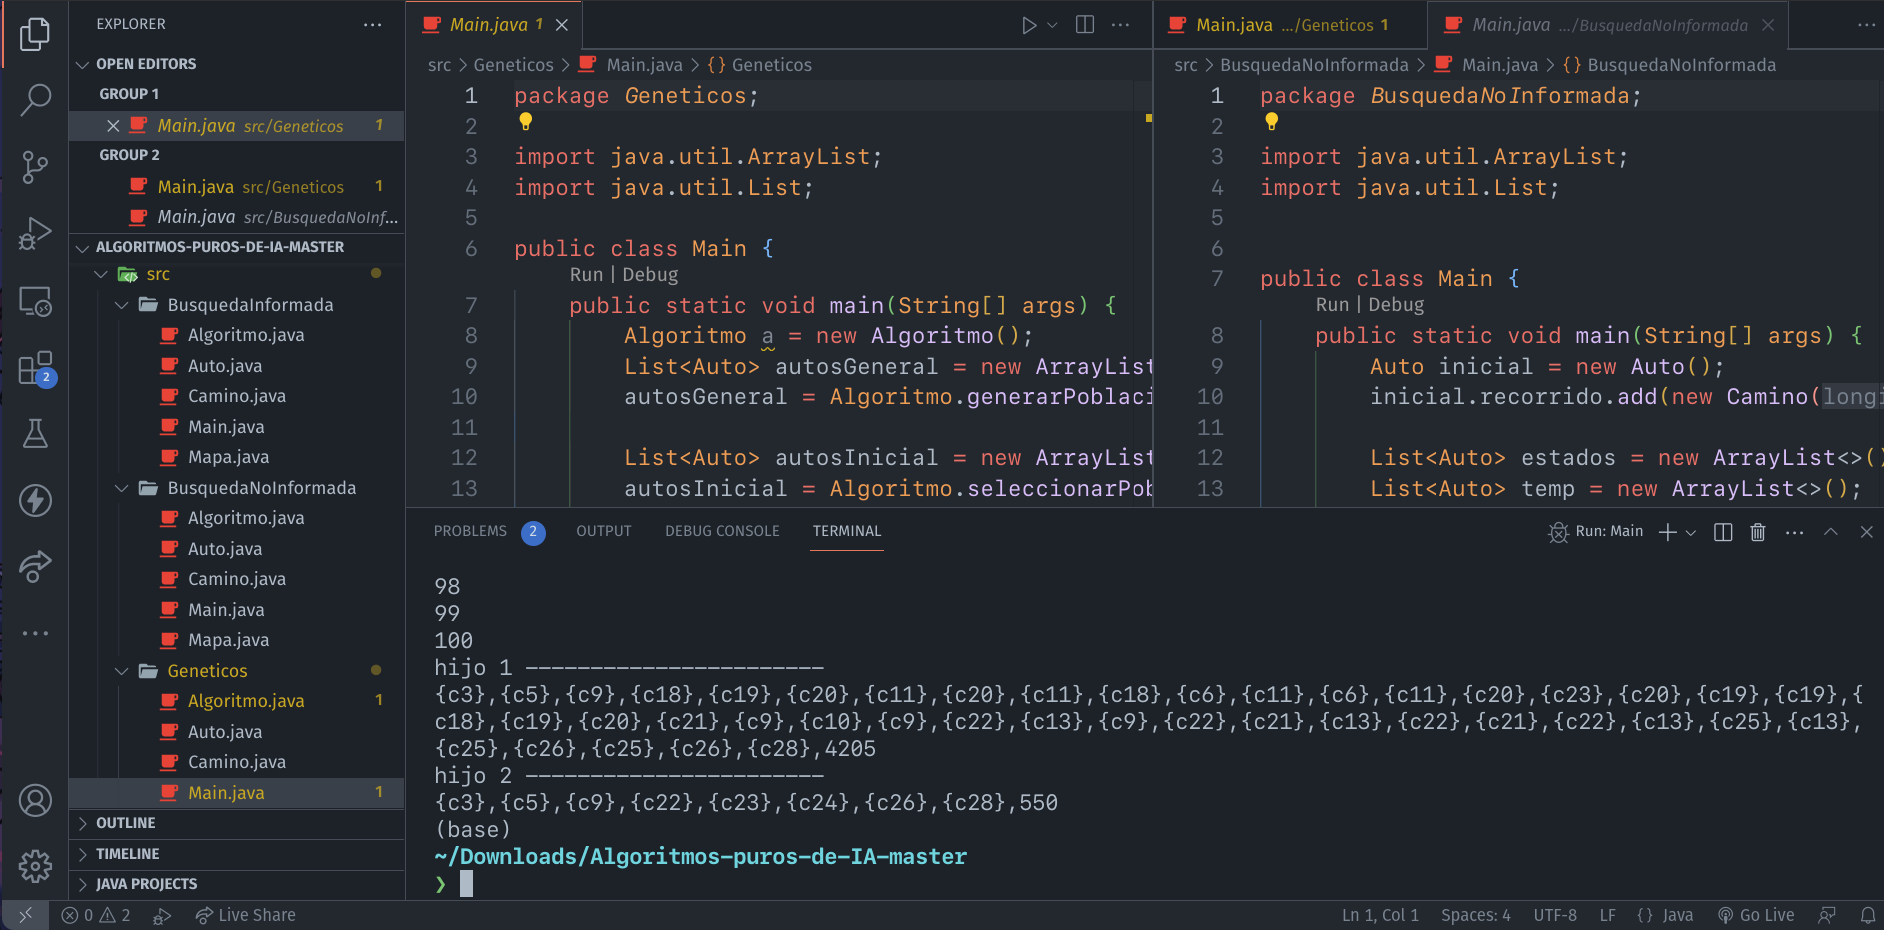 EXPLORER
OPEN EDITORS
GROUP 1
Main.java src/Geneticos 1
GROUP 2
Main.java src/Geneticos 1
Main.java src/BusquedaNoInf...
ALGORITMOS-PUROS-DE-IA-MASTER
src
BusquedaInformada
Algoritmo.java
Auto.java
Camino.java
Main.java
Mapa.java
BusquedaNoInformada
Algoritmo.java
Auto.java
Camino.java
Main.java
Mapa.java
Geneticos
Algoritmo.java 1
Auto.java
Camino.java
Main.java 1
OUTLINE
TIMELINE
JAVA PROJECTS
2
Main.java 1
src > Geneticos > Main.java > {} Geneticos
1 package Geneticos;
2
3 import java.util.ArrayList;
4 import java.util.List;
5
6 public class Main {
Run | Debug
7 public static void main(String[] args) {
8 Algoritmo a = new Algoritmo();
9 List<Auto> autosGeneral = new ArrayList
10 autosGeneral = Algoritmo.generarPoblaci
11
12 List<Auto> autosInicial = new ArrayList
13 autosInicial = Algoritmo.seleccionarPob
Main.java .../Geneticos 1
Main.java .../BusquedaNoInformada
src > BusquedaNoInformada > Main.java > {} BusquedaNoInformada
1 package BusquedaNoInformada;
2
3 import java.util.ArrayList;
4 import java.util.List;
5
6
7 public class Main {
Run | Debug
8 public static void main(String[] args) {
9 Auto inicial = new Auto();
10 inicial.recorrido.add(new Camino(longi
11
12 List<Auto> estados = new ArrayList<>()
13 List<Auto> temp = new ArrayList<>();
PROBLEMS 2 OUTPUT DEBUG CONSOLE TERMINAL
Run: Main
98
99
100
hijo 1 -----------------------
{c3},{c5},{c9},{c18},{c19},{c20},{c11},{c20},{c11},{c18},{c6},{c11},{c6},{c11},{c20},{c23},{c20},{c19},{c19},{
c18},{c19},{c20},{c21},{c9},{c10},{c9},{c22},{c13},{c9},{c22},{c21},{c13},{c22},{c21},{c22},{c13},{c25},{c13},
{c25},{c26},{c25},{c26},{c28},4205
hijo 2 -----------------------
{c3},{c5},{c9},{c22},{c23},{c24},{c26},{c28},550
(base)
~/Downloads/Algoritmos-puros-de-IA-master
❯
0 2 Live Share
Ln 1, Col 1 Spaces: 4 UTF-8 LF {} Java Go Live